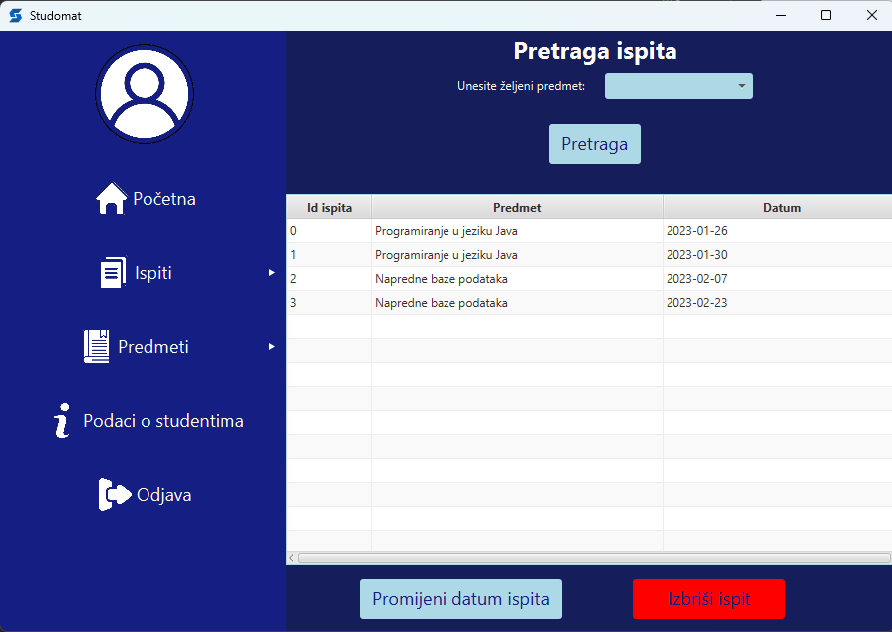 Studomat
Pretraga ispita
Unesite željeni predmet:
Pretraga
Početna
Ispiti
Predmeti
Podaci o studentima
Odjava
Id ispita Predmet Datum
0 Programiranje u jeziku Java 2023-01-26
1 Programiranje u jeziku Java 2023-01-30
2 Napredne baze podataka 2023-02-07
3 Napredne baze podataka 2023-02-23
Promijeni datum ispita
Izbriši ispit